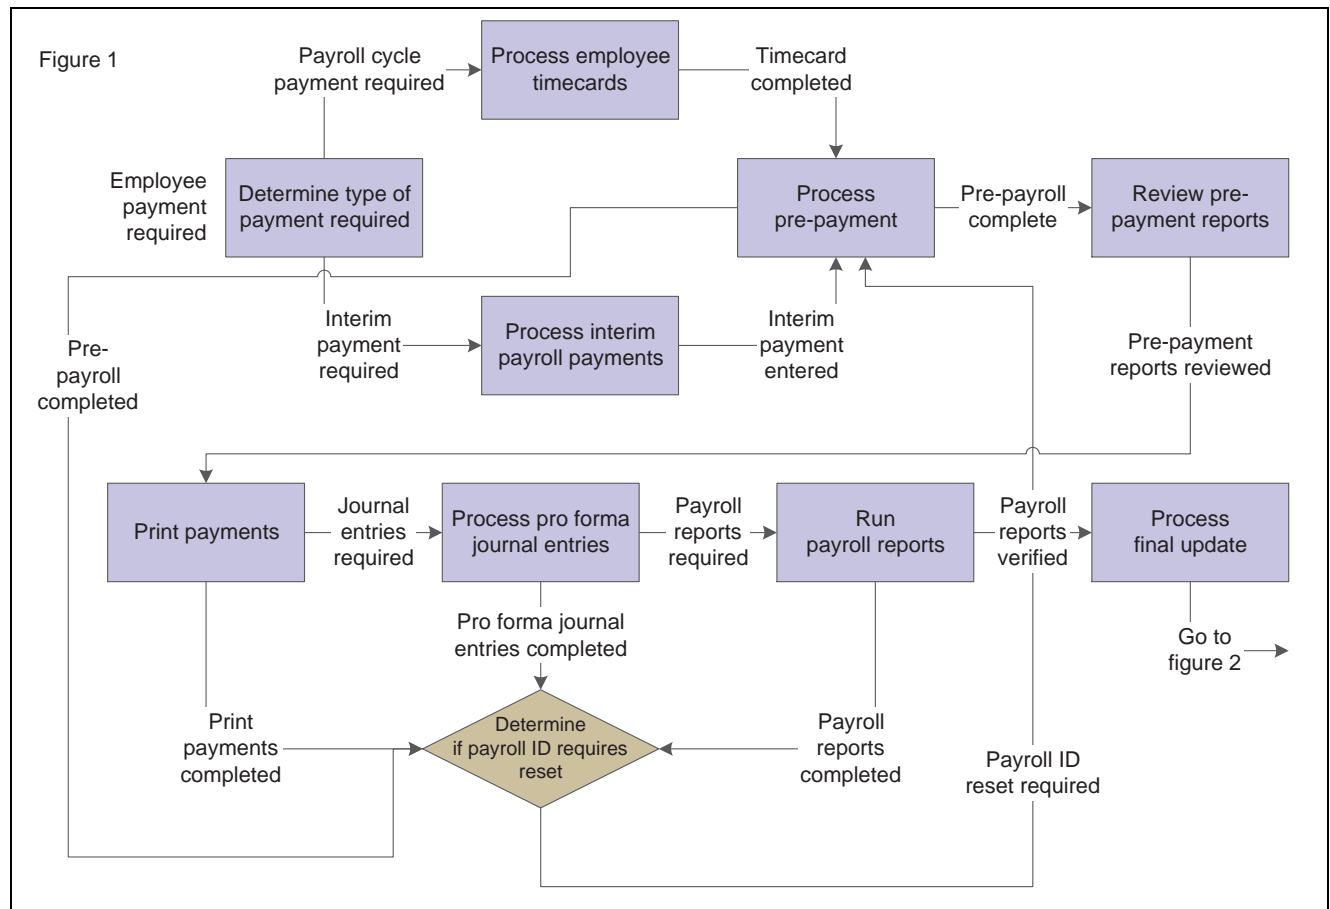 Figure 1
Payroll cycle
payment required
Process employee
timecards
Timecard
completed
Employee
payment
required
Determine type of
payment required
Process
pre-payment
Pre-payroll
complete
Review pre-
payment reports
Interim
payment
required
Process interim
payroll payments
Interim
payment
entered
Pre-
payroll
completed
Pre-payment
reports reviewed
Print payments
Journal
entries
required
Process pro forma
journal entries
Payroll
reports
required
Run
payroll reports
Payroll
reports
verified
Process
final update
Pro forma journal
entries completed
Go to
figure 2
Print
payments
completed
Determine
if payroll ID requires
reset
Payroll
reports
completed
Payroll ID
reset required